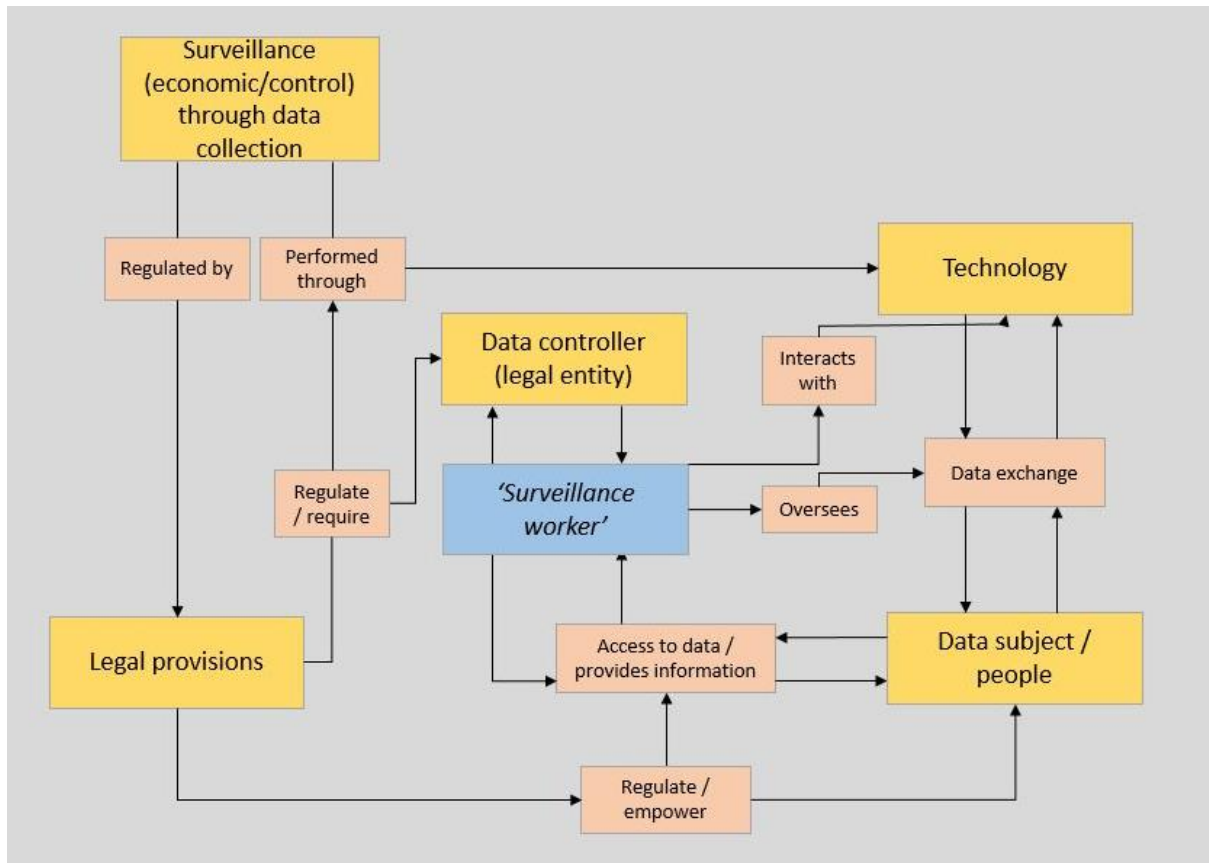 Surveillance
(economic/control)
through data
collection
Regulated by
Performed
through
Technology
Data controller
(legal entity)
Interacts
with
Regulate
/ require
‘Surveillance
worker’
Oversees
Data exchange
Legal provisions
Access to data /
provides information
Data subject /
people
Regulate /
empower